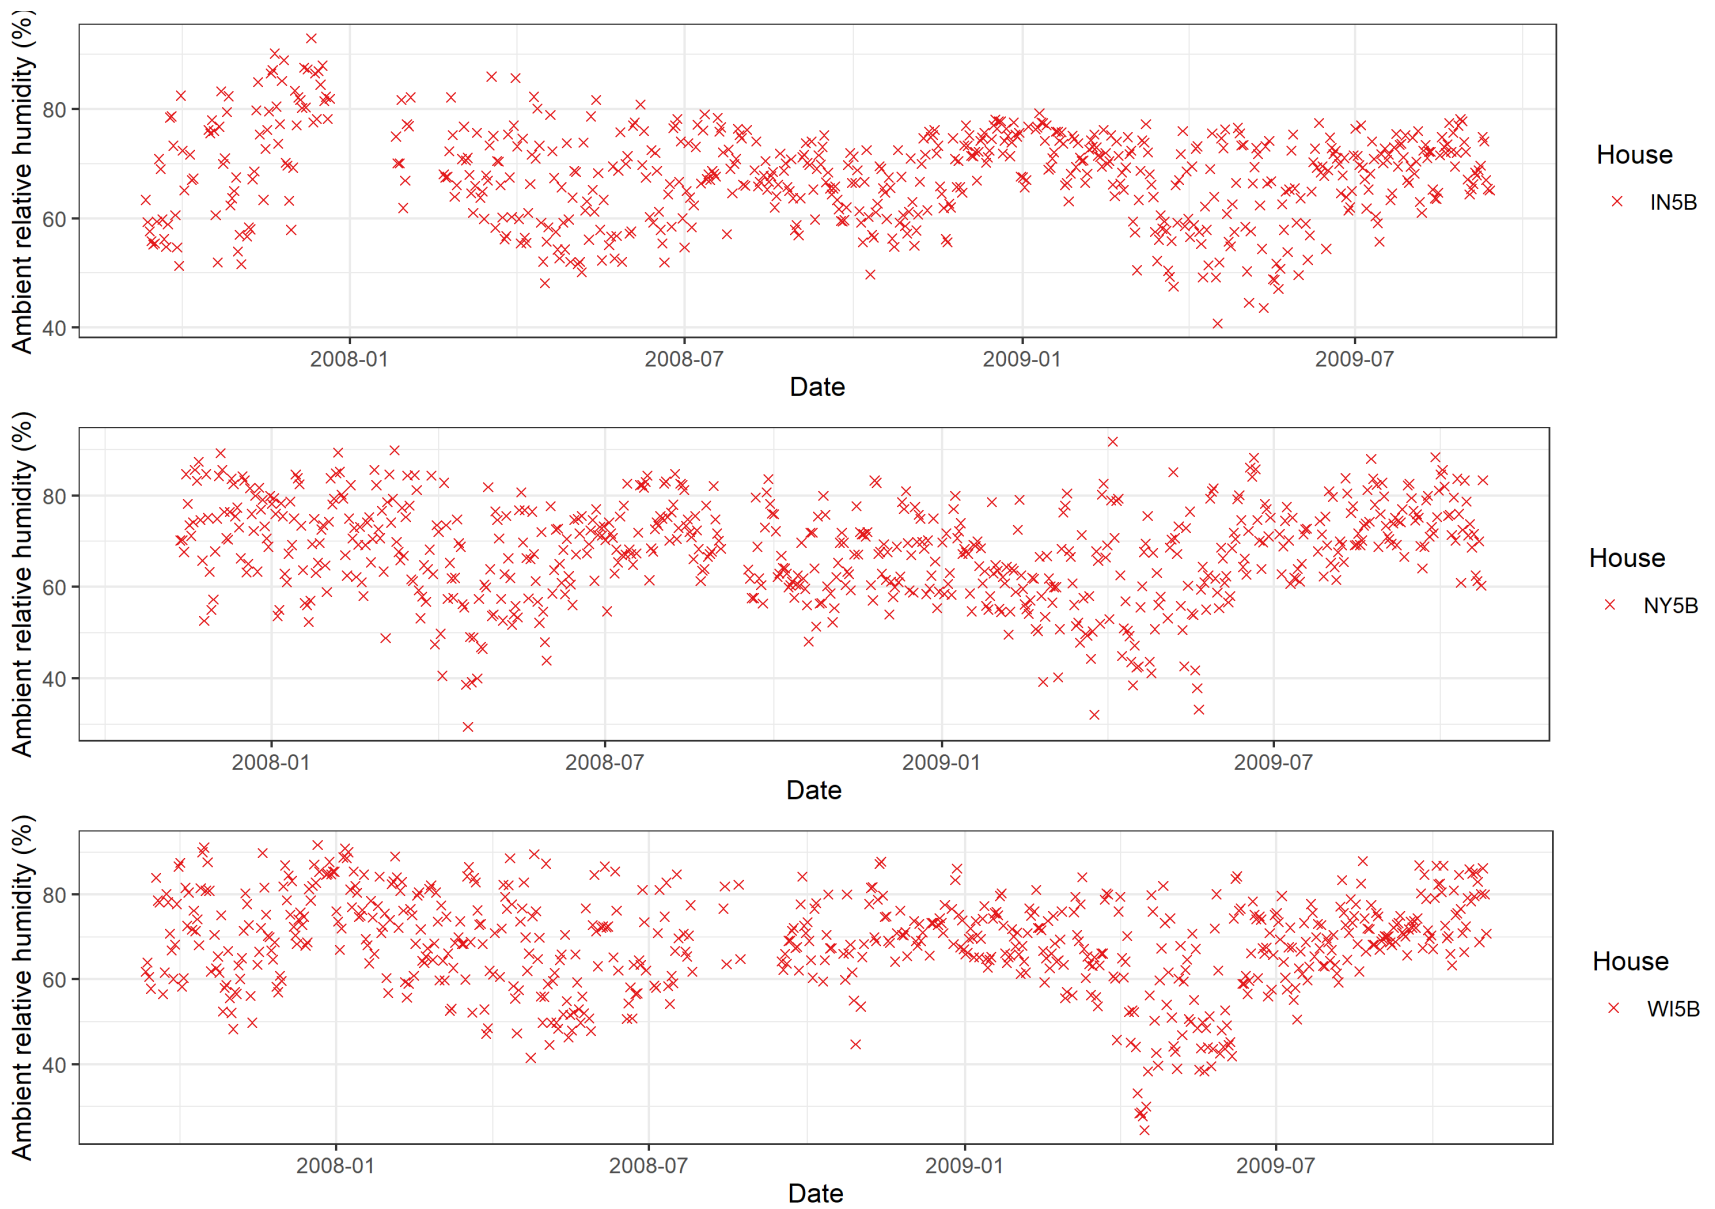 Ambient relative humidity (%)
80
60
40
2008-01 2008-07 2009-01 2009-07
Date
House
IN5B
Ambient relative humidity (%)
80
60
40
2008-01 2008-07 2009-01 2009-07
Date
House
NY5B
Ambient relative humidity (%)
80
60
40
2008-01 2008-07 2009-01 2009-07
Date
House
WI5B